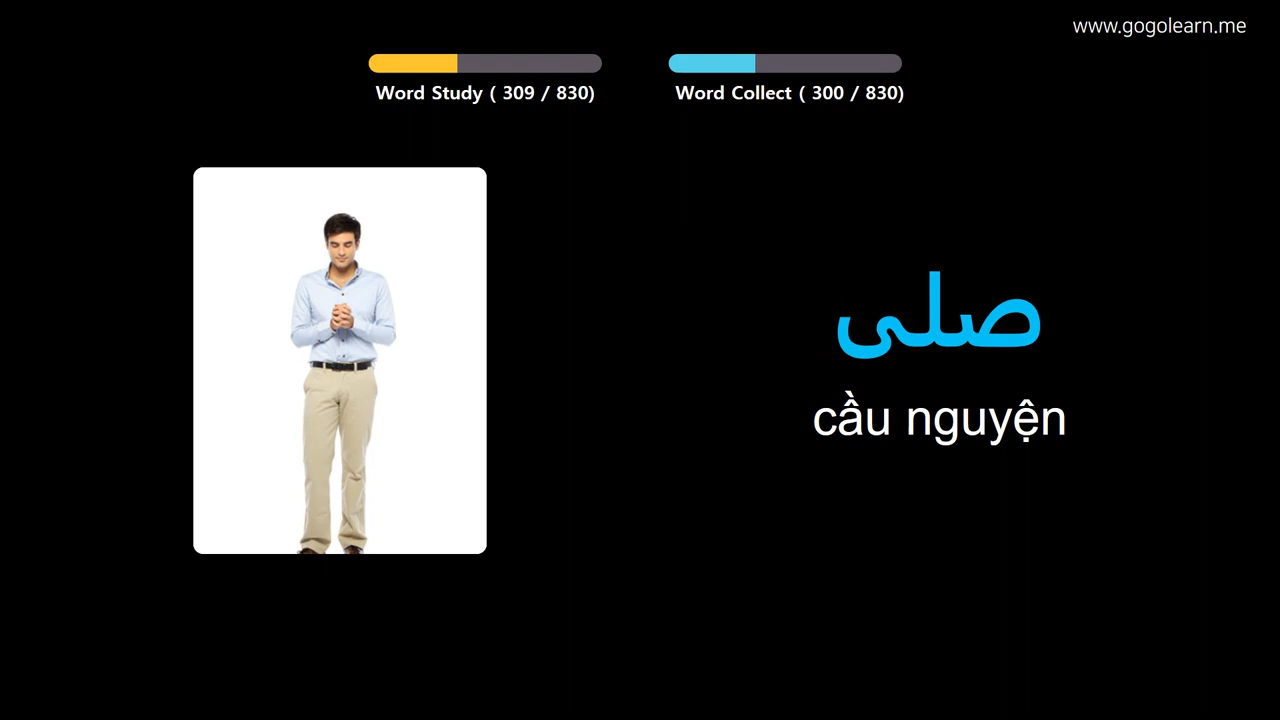 www.gogolearn.me
Word Study ( 309 / 830)
Word Collect ( 300 / 830)
صلى
cầu nguyện